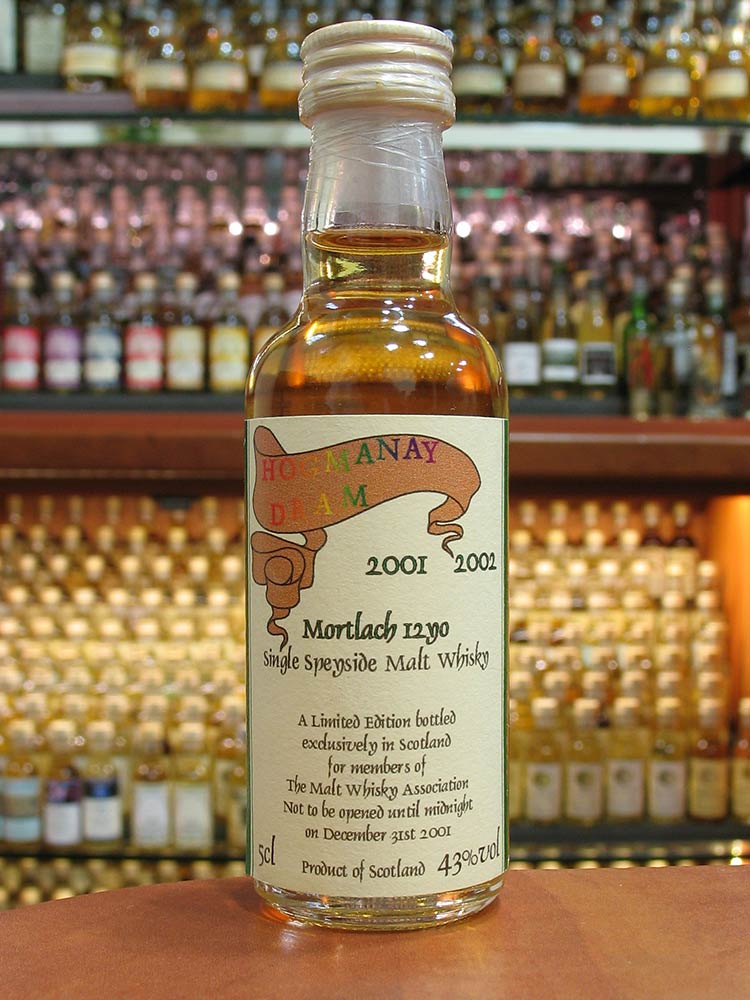 HOGMANAY
DRAM
2001 2002
Mortlach 12yo
Single Speyside Malt Whisky
A Limited Edition bottled
exclusively in Scotland
for members of
The Malt Whisky Association
Not to be opened until midnight
on December 31st 2001
5cl Product of Scotland 43%vol